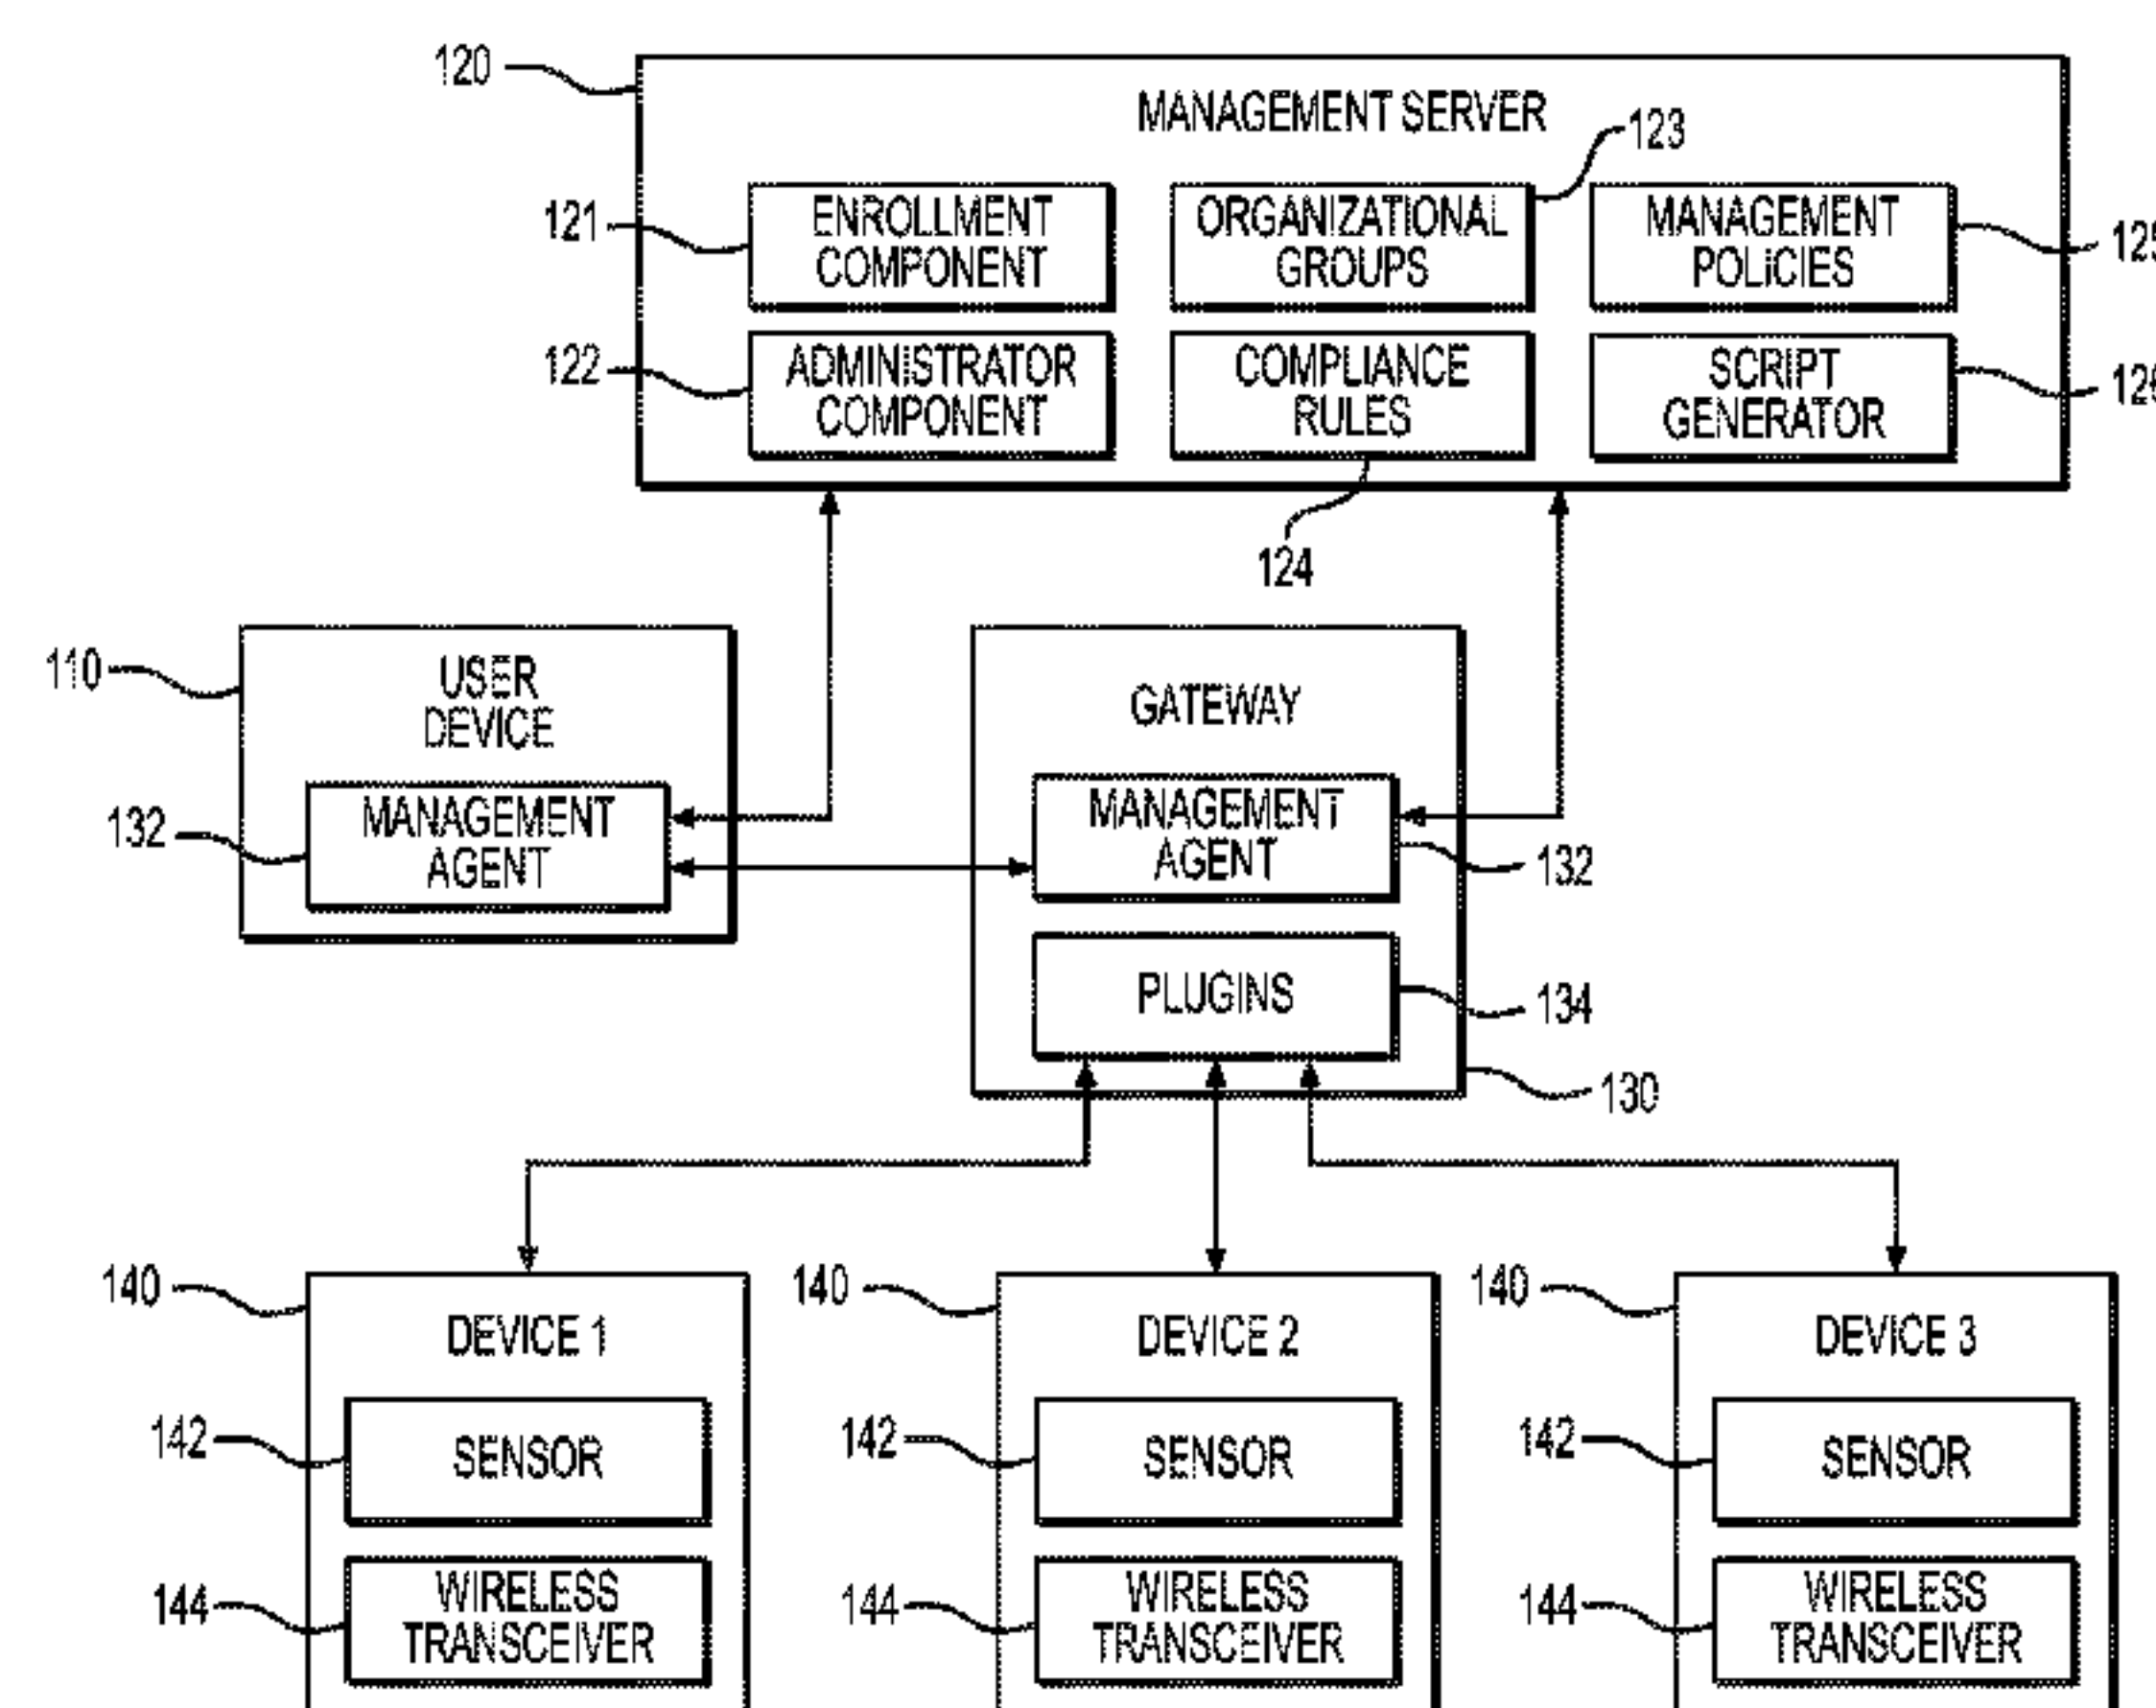 120
MANAGEMENT SERVER
123
121
ENROLLMENT
COMPONENT
ORGANIZATIONAL
GROUPS
MANAGEMENT
POLICIES
122
ADMINISTRATOR
COMPONENT
COMPLIANCE
RULES
SCRIPT
GENERATOR
124
110
USER
DEVICE
132
MANAGEMENT
AGENT
GATEWAY
MANAGEMENT
AGENT
132
PLUGINS
134
130
140
DEVICE 1
142
SENSOR
144
WIRELESS
TRANSCEIVER
140
DEVICE 2
142
SENSOR
144
WIRELESS
TRANSCEIVER
140
DEVICE 3
142
SENSOR
144
WIRELESS
TRANSCEIVER